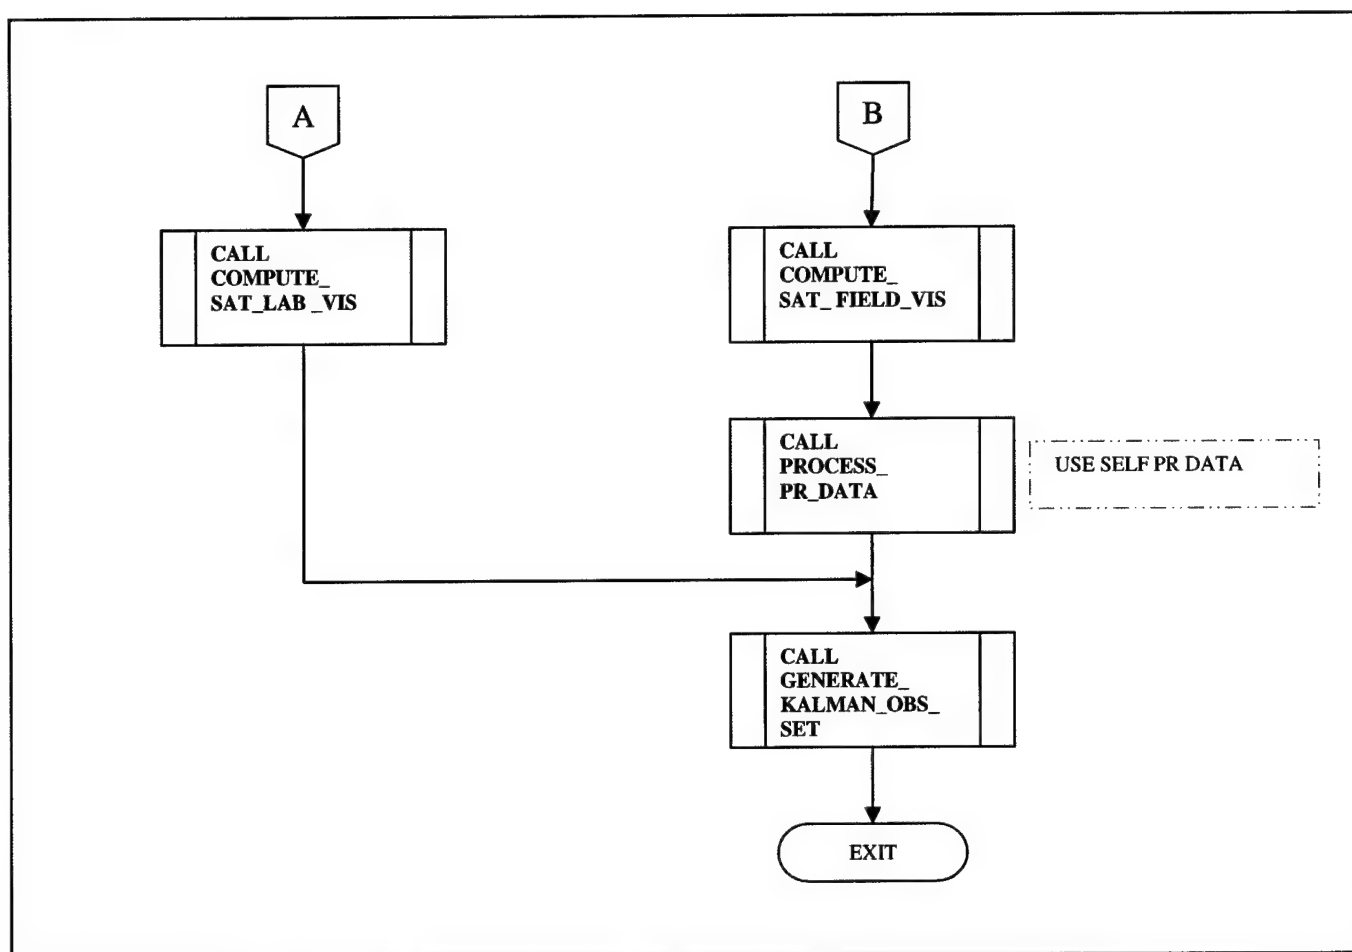 A
B
CALL
COMPUTE_
SAT_LAB _VIS
CALL
COMPUTE_
SAT_ FIELD_VIS
CALL
PROCESS_
PR_DATA
USE SELF PR DATA
CALL
GENERATE_
KALMAN_OBS_
SET
EXIT